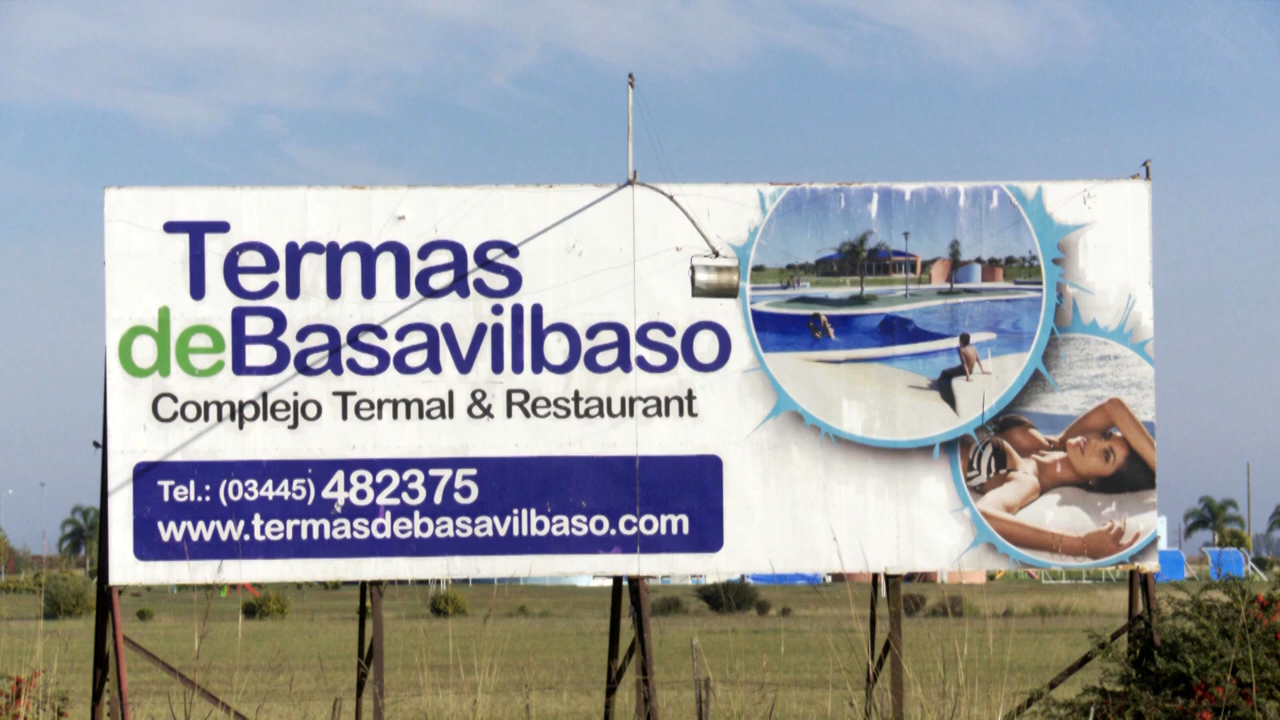 Termas
deBasavilbaso
Complejo Termal & Restaurant
Tel.: (03445) 482375
www.termasdebasavilbaso.com